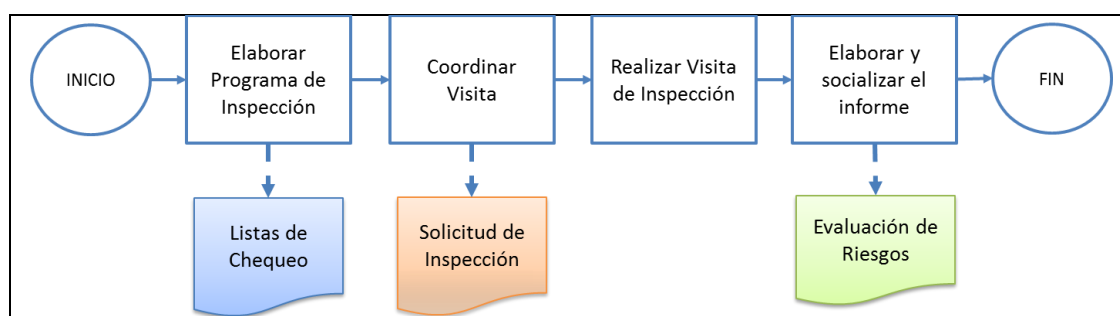 INICIO
Elaborar
Programa de
Inspección
Coordinar
Visita
Realizar Visita
de Inspección
Elaborar y
socializar el
informe
FIN
Listas de
Chequeo
Solicitud de
Inspección
Evaluación de
Riesgos